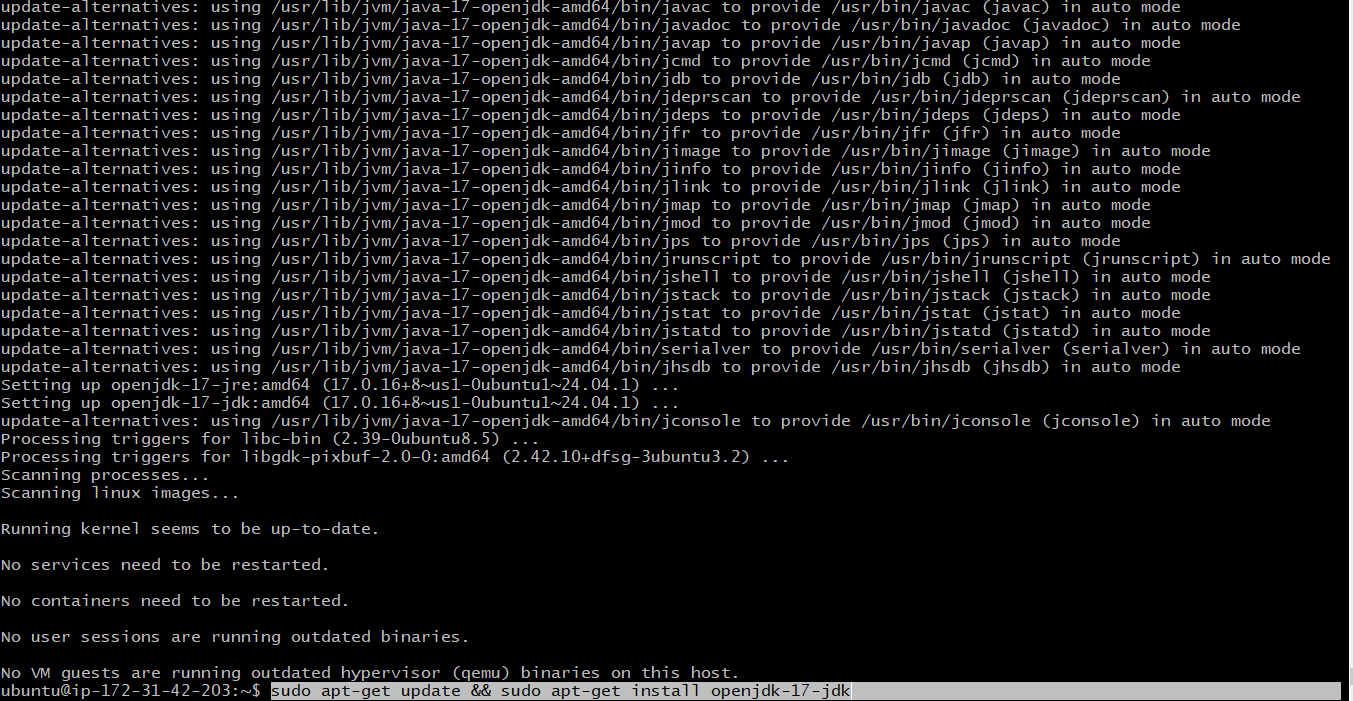 update-alternatives: using /usr/lib/jvm/java-17-openjdk-amd64/bin/javac to provide /usr/bin/javac (javac) in auto mode
update-alternatives: using /usr/lib/jvm/java-17-openjdk-amd64/bin/javadoc to provide /usr/bin/javadoc (javadoc) in auto mode
update-alternatives: using /usr/lib/jvm/java-17-openjdk-amd64/bin/javap to provide /usr/bin/javap (javap) in auto mode
update-alternatives: using /usr/lib/jvm/java-17-openjdk-amd64/bin/jcmd to provide /usr/bin/jcmd (jcmd) in auto mode
update-alternatives: using /usr/lib/jvm/java-17-openjdk-amd64/bin/jdb to provide /usr/bin/jdb (jdb) in auto mode
update-alternatives: using /usr/lib/jvm/java-17-openjdk-amd64/bin/jdeprscan to provide /usr/bin/jdeprscan (jdeprscan) in auto mode
update-alternatives: using /usr/lib/jvm/java-17-openjdk-amd64/bin/jdeps to provide /usr/bin/jdeps (jdeps) in auto mode
update-alternatives: using /usr/lib/jvm/java-17-openjdk-amd64/bin/jfr to provide /usr/bin/jfr (jfr) in auto mode
update-alternatives: using /usr/lib/jvm/java-17-openjdk-amd64/bin/jimage to provide /usr/bin/jimage (jimage) in auto mode
update-alternatives: using /usr/lib/jvm/java-17-openjdk-amd64/bin/jinfo to provide /usr/bin/jinfo (jinfo) in auto mode
update-alternatives: using /usr/lib/jvm/java-17-openjdk-amd64/bin/jlink to provide /usr/bin/jlink (jlink) in auto mode
update-alternatives: using /usr/lib/jvm/java-17-openjdk-amd64/bin/jmap to provide /usr/bin/jmap (jmap) in auto mode
update-alternatives: using /usr/lib/jvm/java-17-openjdk-amd64/bin/jmod to provide /usr/bin/jmod (jmod) in auto mode
update-alternatives: using /usr/lib/jvm/java-17-openjdk-amd64/bin/jps to provide /usr/bin/jps (jps) in auto mode
update-alternatives: using /usr/lib/jvm/java-17-openjdk-amd64/bin/jrunscript to provide /usr/bin/jrunscript (jrunscript) in auto mode
update-alternatives: using /usr/lib/jvm/java-17-openjdk-amd64/bin/jshell to provide /usr/bin/jshell (jshell) in auto mode
update-alternatives: using /usr/lib/jvm/java-17-openjdk-amd64/bin/jstack to provide /usr/bin/jstack (jstack) in auto mode
update-alternatives: using /usr/lib/jvm/java-17-openjdk-amd64/bin/jstat to provide /usr/bin/jstat (jstat) in auto mode
update-alternatives: using /usr/lib/jvm/java-17-openjdk-amd64/bin/jstatd to provide /usr/bin/jstatd (jstatd) in auto mode
update-alternatives: using /usr/lib/jvm/java-17-openjdk-amd64/bin/serialver to provide /usr/bin/serialver (serialver) in auto mode
update-alternatives: using /usr/lib/jvm/java-17-openjdk-amd64/bin/jhsdb to provide /usr/bin/jhsdb (jhsdb) in auto mode
Setting up openjdk-17-jre:amd64 (17.0.16+8~us1-0ubuntu1~24.04.1) ...
Setting up openjdk-17-jdk:amd64 (17.0.16+8~us1-0ubuntu1~24.04.1) ...
update-alternatives: using /usr/lib/jvm/java-17-openjdk-amd64/bin/jconsole to provide /usr/bin/jconsole (jconsole) in auto mode
Processing triggers for libc-bin (2.39-0ubuntu8.5) ...
Processing triggers for libgdk-pixbuf-2.0-0:amd64 (2.42.10+dfsg-3ubuntu3.2) ...
Scanning processes...
Scanning linux images...
Running kernel seems to be up-to-date.
No services need to be restarted.
No containers need to be restarted.
No user sessions are running outdated binaries.
No VM guests are running outdated hypervisor (qemu) binaries on this host.
ubuntu@ip-172-31-42-203:~$ sudo apt-get update && sudo apt-get install openjdk-17-jdk